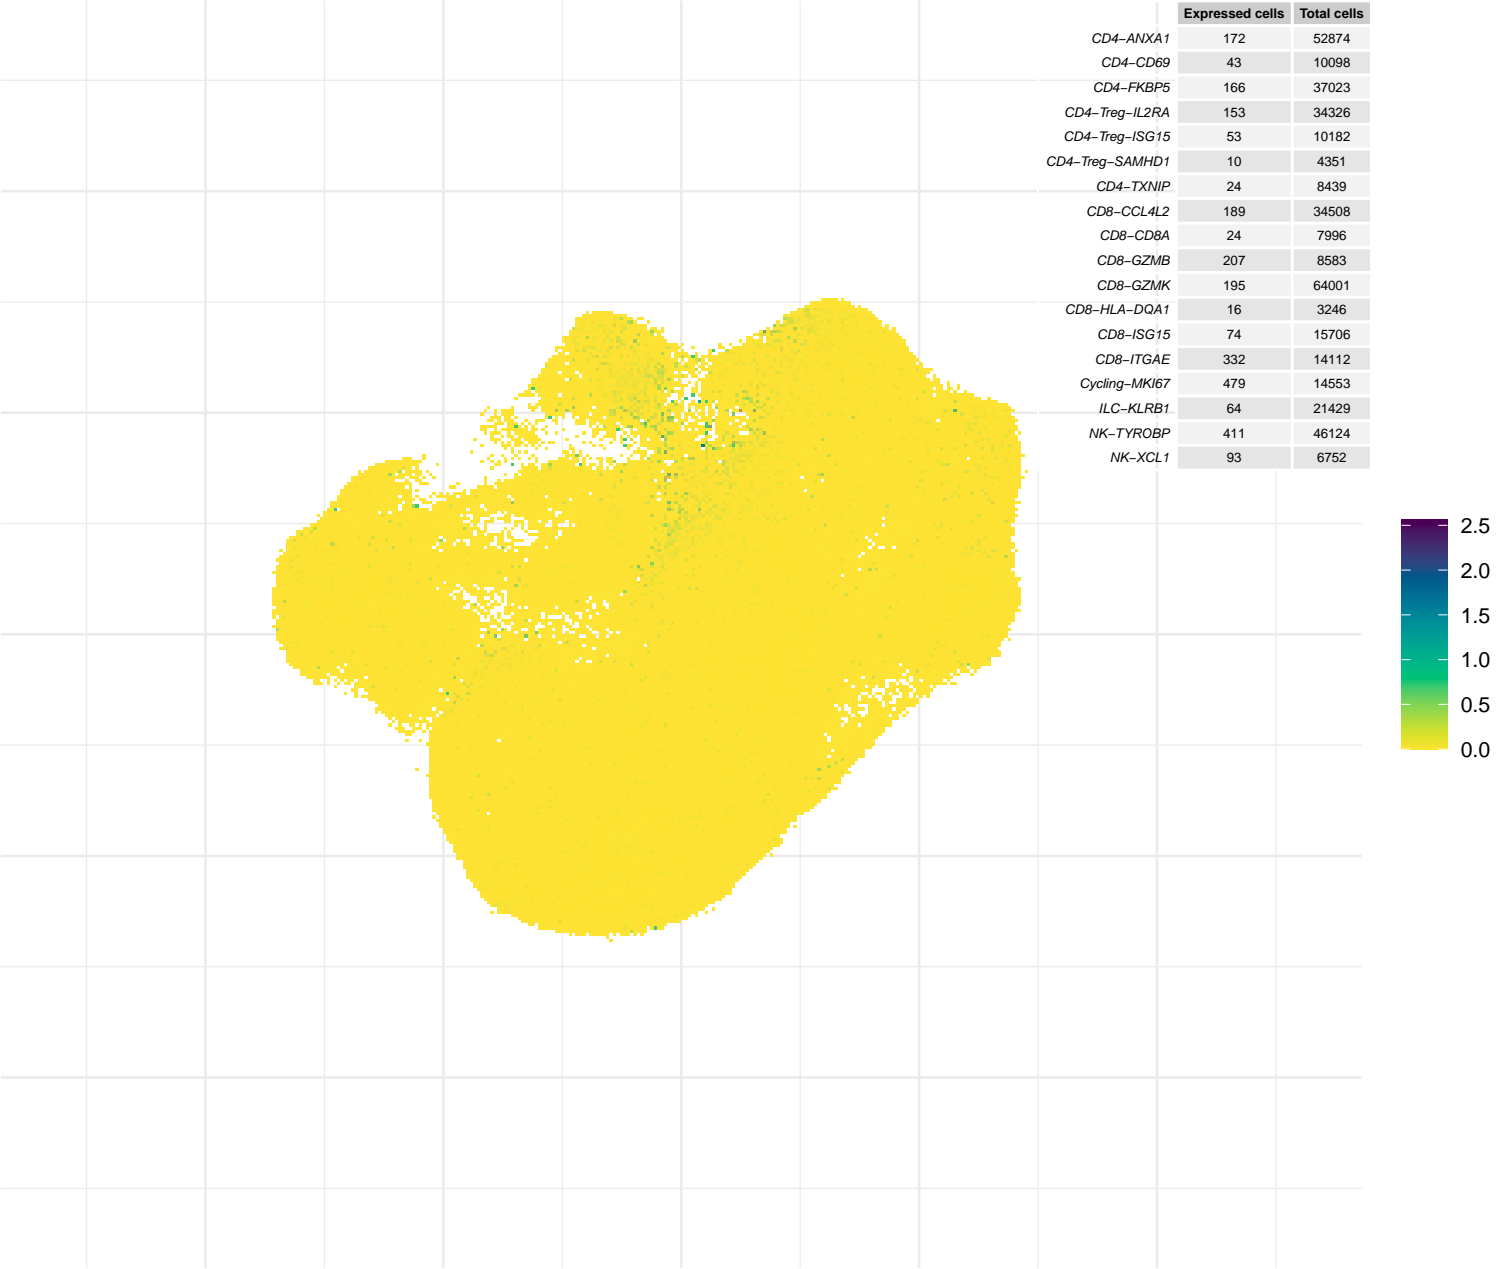 Expressed cells Total cells
CD4−ANXA1 172 52874
CD4−CD69 43 10098
CD4−FKBP5 166 37023
CD4−Treg−IL2RA 153 34326
CD4−Treg−ISG15 53 10182
CD4−Treg−SAMHD1 10 4351
CD4−TXNIP 24 8439
CD8−CCL4L2 189 34508
CD8−CD8A 24 7996
CD8−GZMB 207 8583
CD8−GZMK 195 64001
CD8−HLA−DQA1 16 3246
CD8−ISG15 74 15706
CD8−ITGAE 332 14112
Cycling−MKI67 479 14553
ILC−KLRB1 64 21429
NK−TYROBP 411 46124
NK−XCL1 93 6752
2.5
2.0
1.5
1.0
0.5
0.0